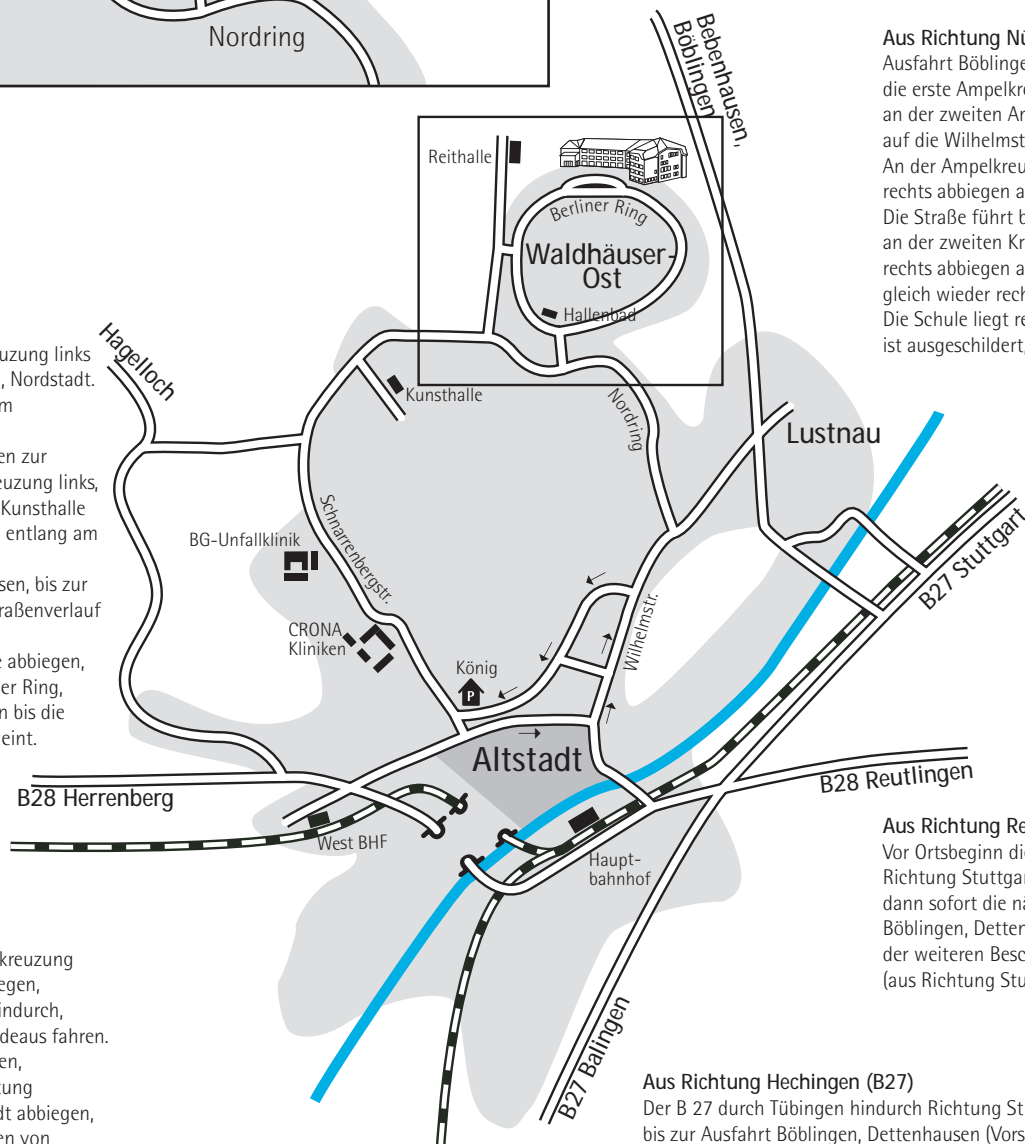 Nordring
Bebenhausen,
Böblingen
Reithalle
Berliner Ring
Waldhäuser-
Ost
Hallenbad
Hagelloch
Kunsthalle
Nordring
Lustnau
BG-Unfallklinik
Schnarrenbergstr.
CRONA
Kliniken
König
P
Wilhelmstr.
B27 Stuttgart
Altstadt
B28 Herrenberg
B28 Reutlingen
West BHF
Haupt-
bahnhof
B27 Balingen
Aus Richtung Nü
Ausfahrt Böblinge
die erste Ampelkre
an der zweiten Am
auf die Wilhelmst
An der Ampelkreu
rechts abbiegen a
Die Straße führt b
an der zweiten Kr
rechts abbiegen a
gleich wieder rech
Die Schule liegt re
ist ausgeschildert,
euzung links
, Nordstadt.
m
en zur
euzung links,
Kunsthalle
entlang am
sen, bis zur
raßenverlauf
e abbiegen,
er Ring,
n bis die
eint.
kreuzung
egen,
indurch,
deaus fahren.
en,
tung
dt abbiegen,
en von
Aus Richtung Re
Vor Ortsbeginn die
Richtung Stuttgar
dann sofort die nä
Böblingen, Detten
der weiteren Besc
(aus Richtung Stu
Aus Richtung Hechingen (B27)
Der B 27 durch Tübingen hindurch Richtung St
bis zur Ausfahrt Böblingen, Dettenhausen (Vors